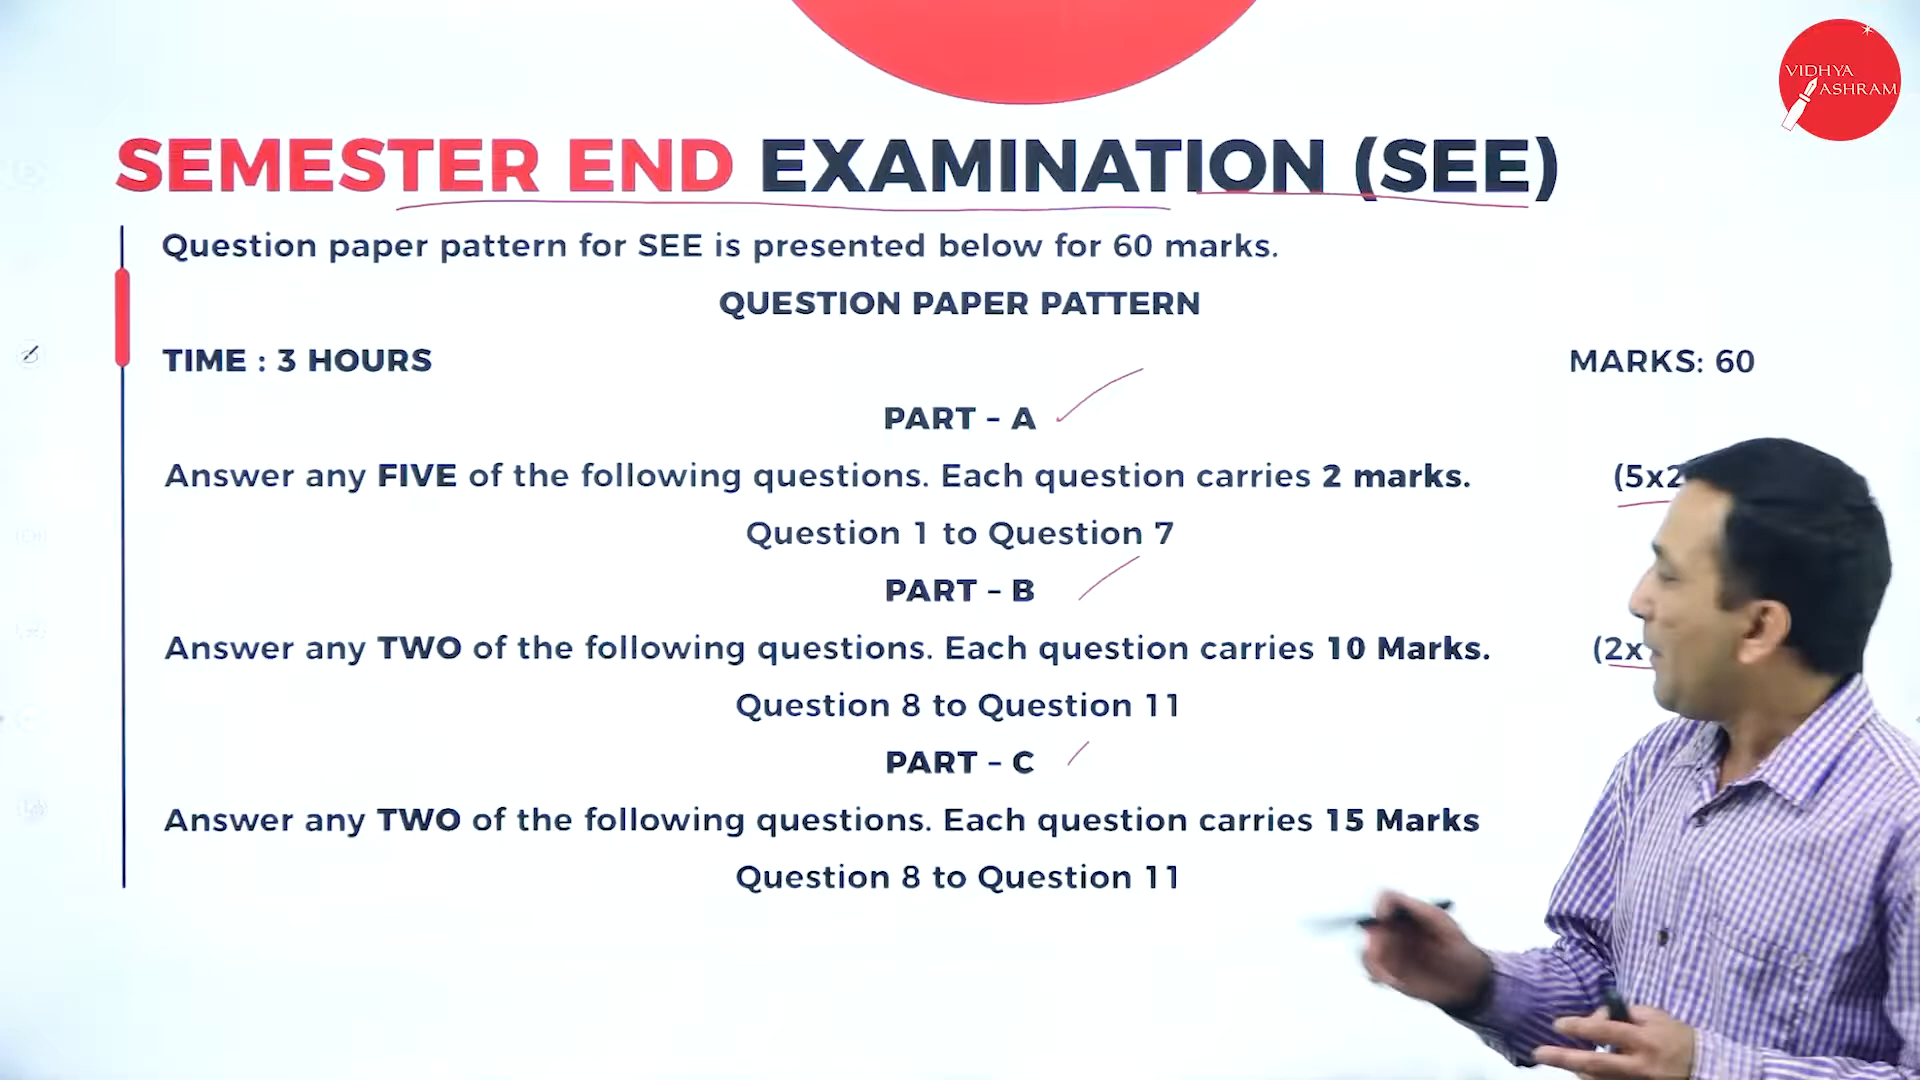 VIDHYA
ASHRAM
SEMESTER END EXAMINATION (SEE)
Question paper pattern for SEE is presented below for 60 marks.
QUESTION PAPER PATTERN
TIME : 3 HOURS MARKS: 60
PART – A
Answer any FIVE of the following questions. Each question carries 2 marks. (5x2
Question 1 to Question 7
PART – B
Answer any TWO of the following questions. Each question carries 10 Marks. (2x
Question 8 to Question 11
PART – C
Answer any TWO of the following questions. Each question carries 15 Marks
Question 8 to Question 11